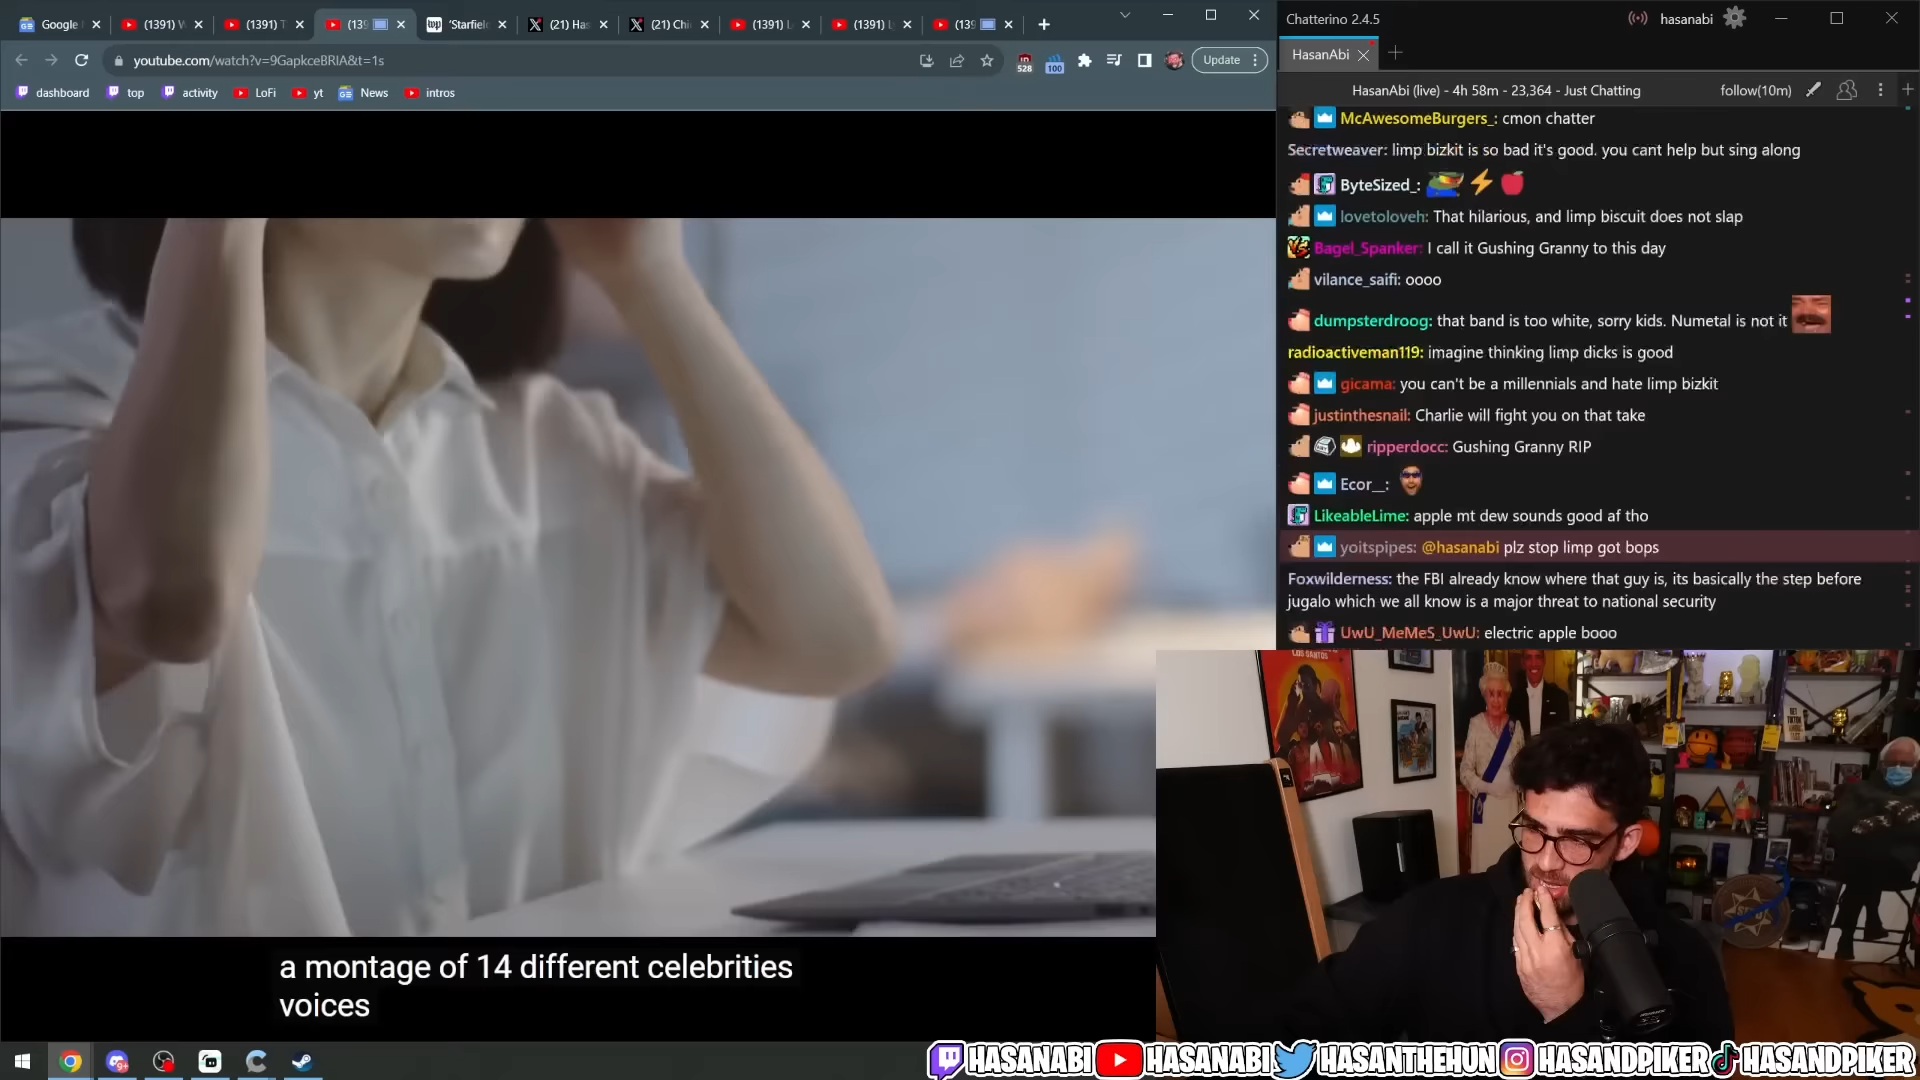 Google
(1391) W
(1391) T
(139
'Starfiel
(21) Has
(21) Chi
(1391) L
(1391) L
(139
Chatterino 2.4.5
hasanabi
youtube.com/watch?v=9GapkceBRIA&t=1s
528
100
Update
HasanAbi
dashboard
top
activity
LoFi
yt
News
intros
HasanAbi (live) - 4h 58m - 23,364 - Just Chatting
follow(10m)
McAwesomeBurgers_: cmon chatter
Secretweaver: limp bizkit is so bad it's good. you cant help but sing along
ByteSized_:
lovetoloveh: That hilarious, and limp biscuit does not slap
Bagel_Spanker: I call it Gushing Granny to this day
vilance_saifi: oooo
dumpsterdroog: that band is too white, sorry kids. Numetal is not it
radioactiveman119: imagine thinking limp dicks is good
gicama: you can't be a millennials and hate limp bizkit
justinthesnail: Charlie will fight you on that take
ripperdocc: Gushing Granny RIP
Ecor__:
LikeableLime: apple mt dew sounds good af tho
yoitspipes: @hasanabi plz stop limp got bops
Foxwilderness: the FBI already know where that guy is, its basically the step before
jugalo which we all know is a major threat to national security
UwU_MeMeS_UwU: electric apple booo
LOS SANTOS
a montage of 14 different celebrities
voices
HASANABI
HASANABI
HASANTHEHUN
HASANDPIKER
HASANDPIKER